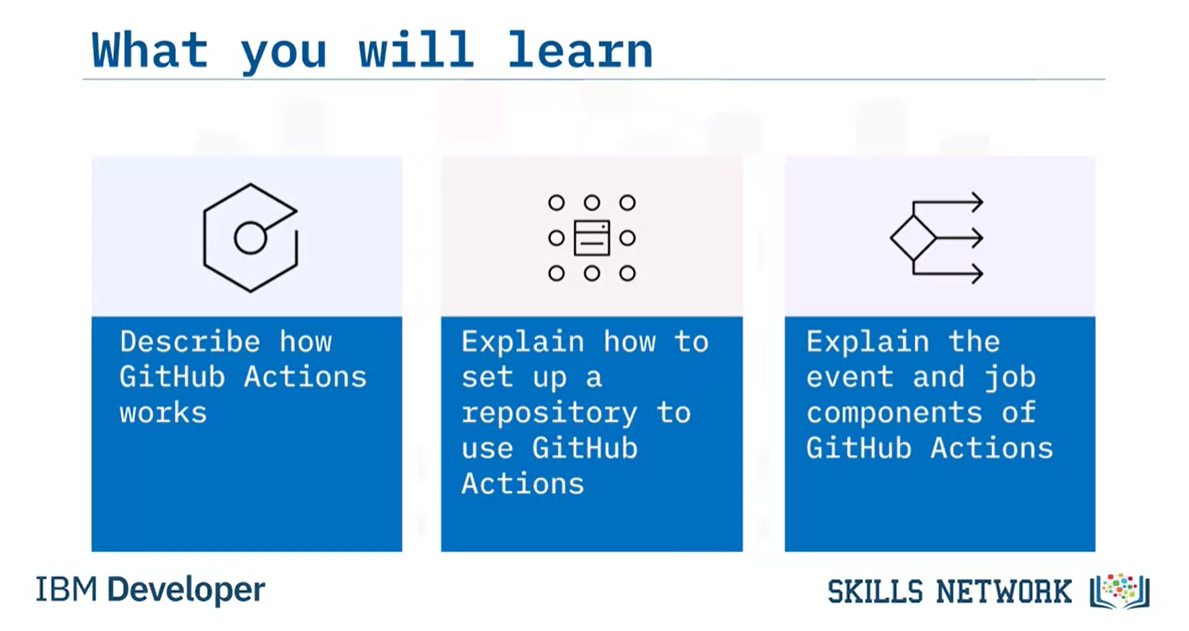 What you will learn
Describe how
GitHub Actions
works
Explain how to
set up a
repository to
use GitHub
Actions
Explain the
event and job
components of
GitHub Actions
IBM Developer
SKILLS NETWORK